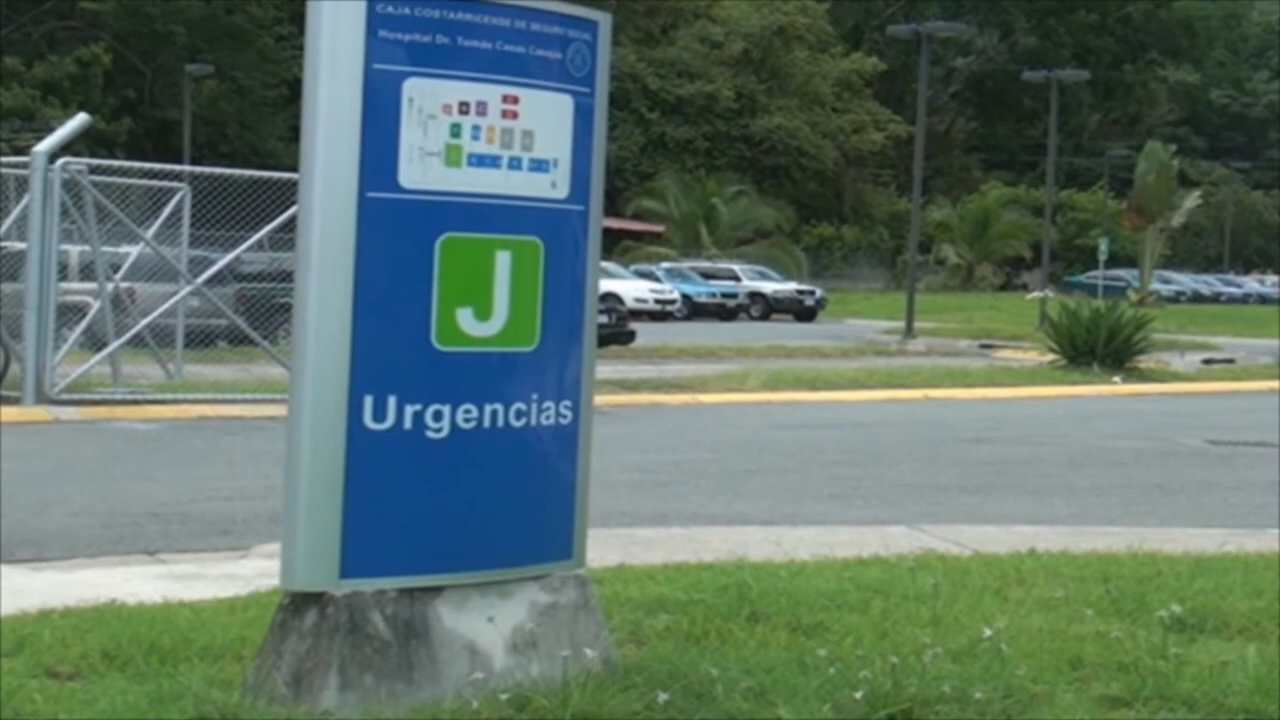 CAJA COSTARRICENSE DE SEGURO SOCIAL
Hospital Dr. Tomás Casas Casajús
J
Urgencias